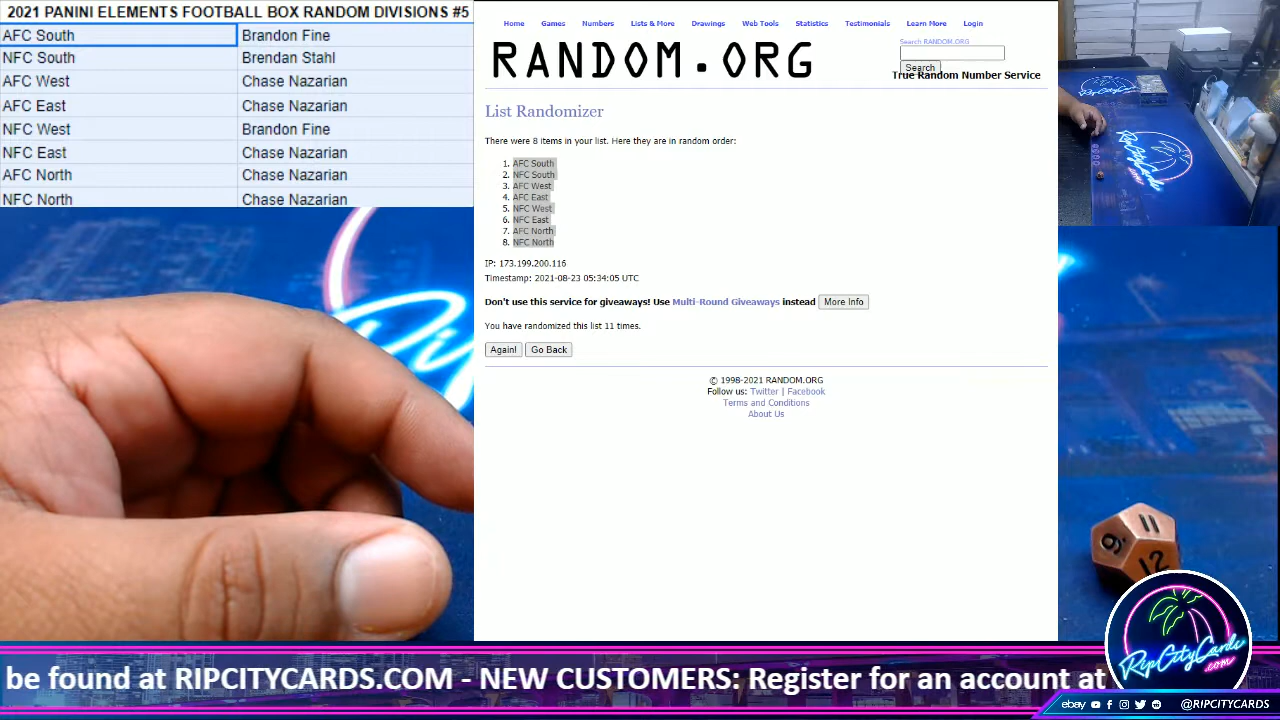 2021 PANINI ELEMENTS FOOTBALL BOX RANDOM DIVISIONS #5
AFC South Brandon Fine
NFC South Brendan Stahl
AFC West Chase Nazarian
AFC East Chase Nazarian
NFC West Brandon Fine
NFC East Chase Nazarian
AFC North Chase Nazarian
NFC North Chase Nazarian
Home Games Numbers Lists & More Drawings Web Tools Statistics Testimonials Learn More Login
RANDOM.ORG
Search RANDOM.ORG
Search
True Random Number Service
List Randomizer
There were 8 items in your list. Here they are in random order:
1. AFC South
2. NFC South
3. AFC West
4. AFC East
5. NFC West
6. NFC East
7. AFC North
8. NFC North
IP: 173.199.200.116
Timestamp: 2021-08-23 05:34:05 UTC
Don't use this service for giveaways! Use Multi-Round Giveaways instead More Info
You have randomized this list 11 times.
Again! Go Back
© 1998-2021 RANDOM.ORG
Follow us: Twitter | Facebook
Terms and Conditions
About Us
RipCityCards
11
9.
12
RipCityCards
.com
be found at RIPCITYCARDS.COM - NEW CUSTOMERS: Register for an account at
ebay @RIPCITYCARDS